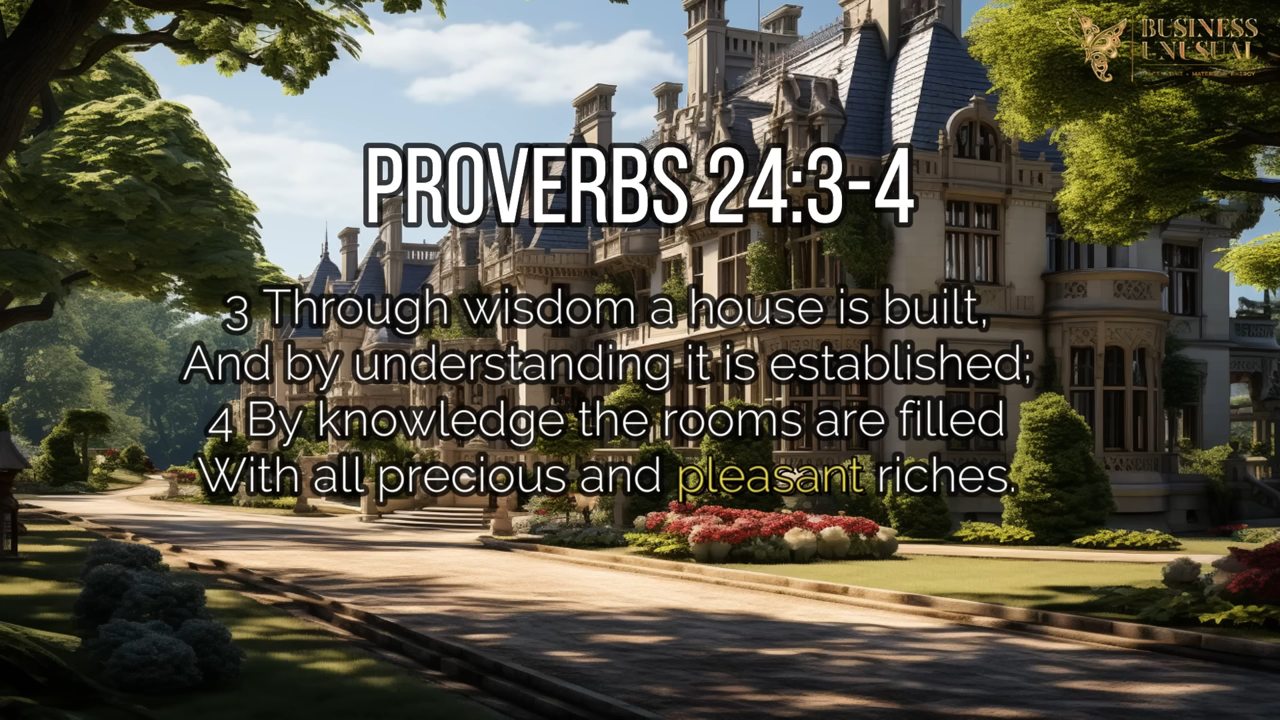 BUSINESS
UNUSUAL
PROVERBS 24:3-4
3 Through wisdom a house is built,
And by understanding it is established;
4 By knowledge the rooms are filled
With all precious and pleasant riches.